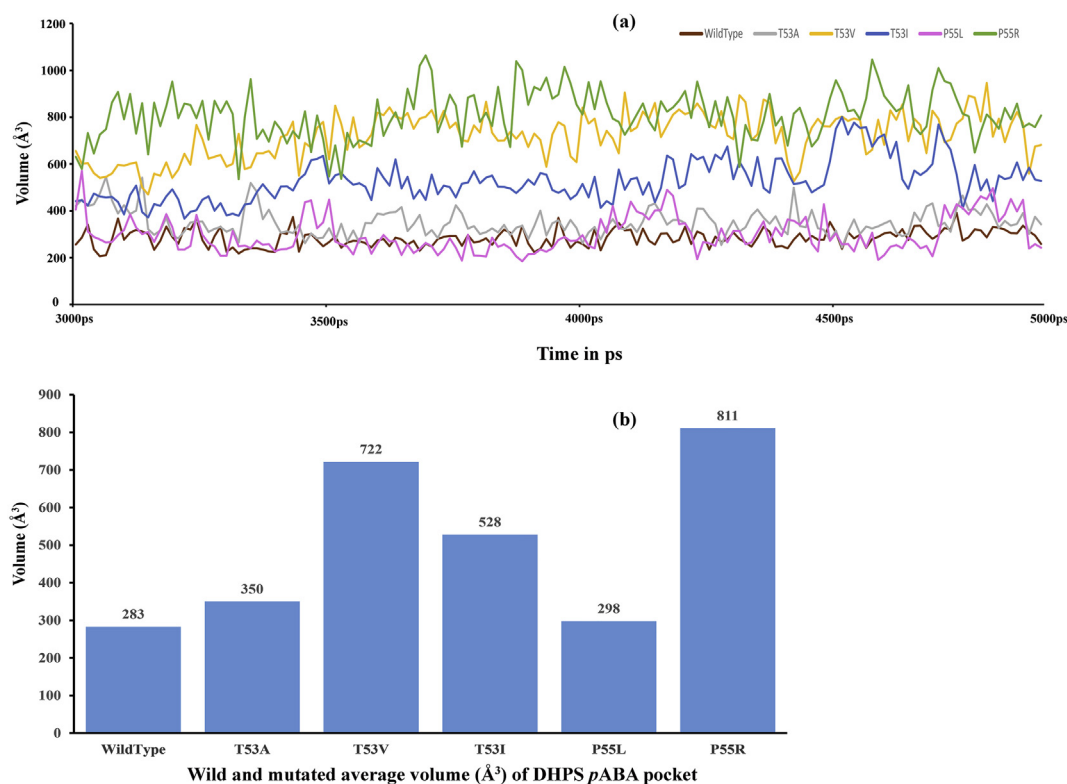 (a)
WildType T53A T53V T53I P55L P55R
Volume (Å³)
1200
1000
800
600
400
200
0
3000ps 3500ps 4000ps 4500ps 5000ps
Time in ps
(b)
Volume (Å³)
900
800
700
600
500
400
300
200
100
0
283 350 722 528 298 811
WildType T53A T53V T53I P55L P55R
Wild and mutated average volume (Å³) of DHPS pABA pocket